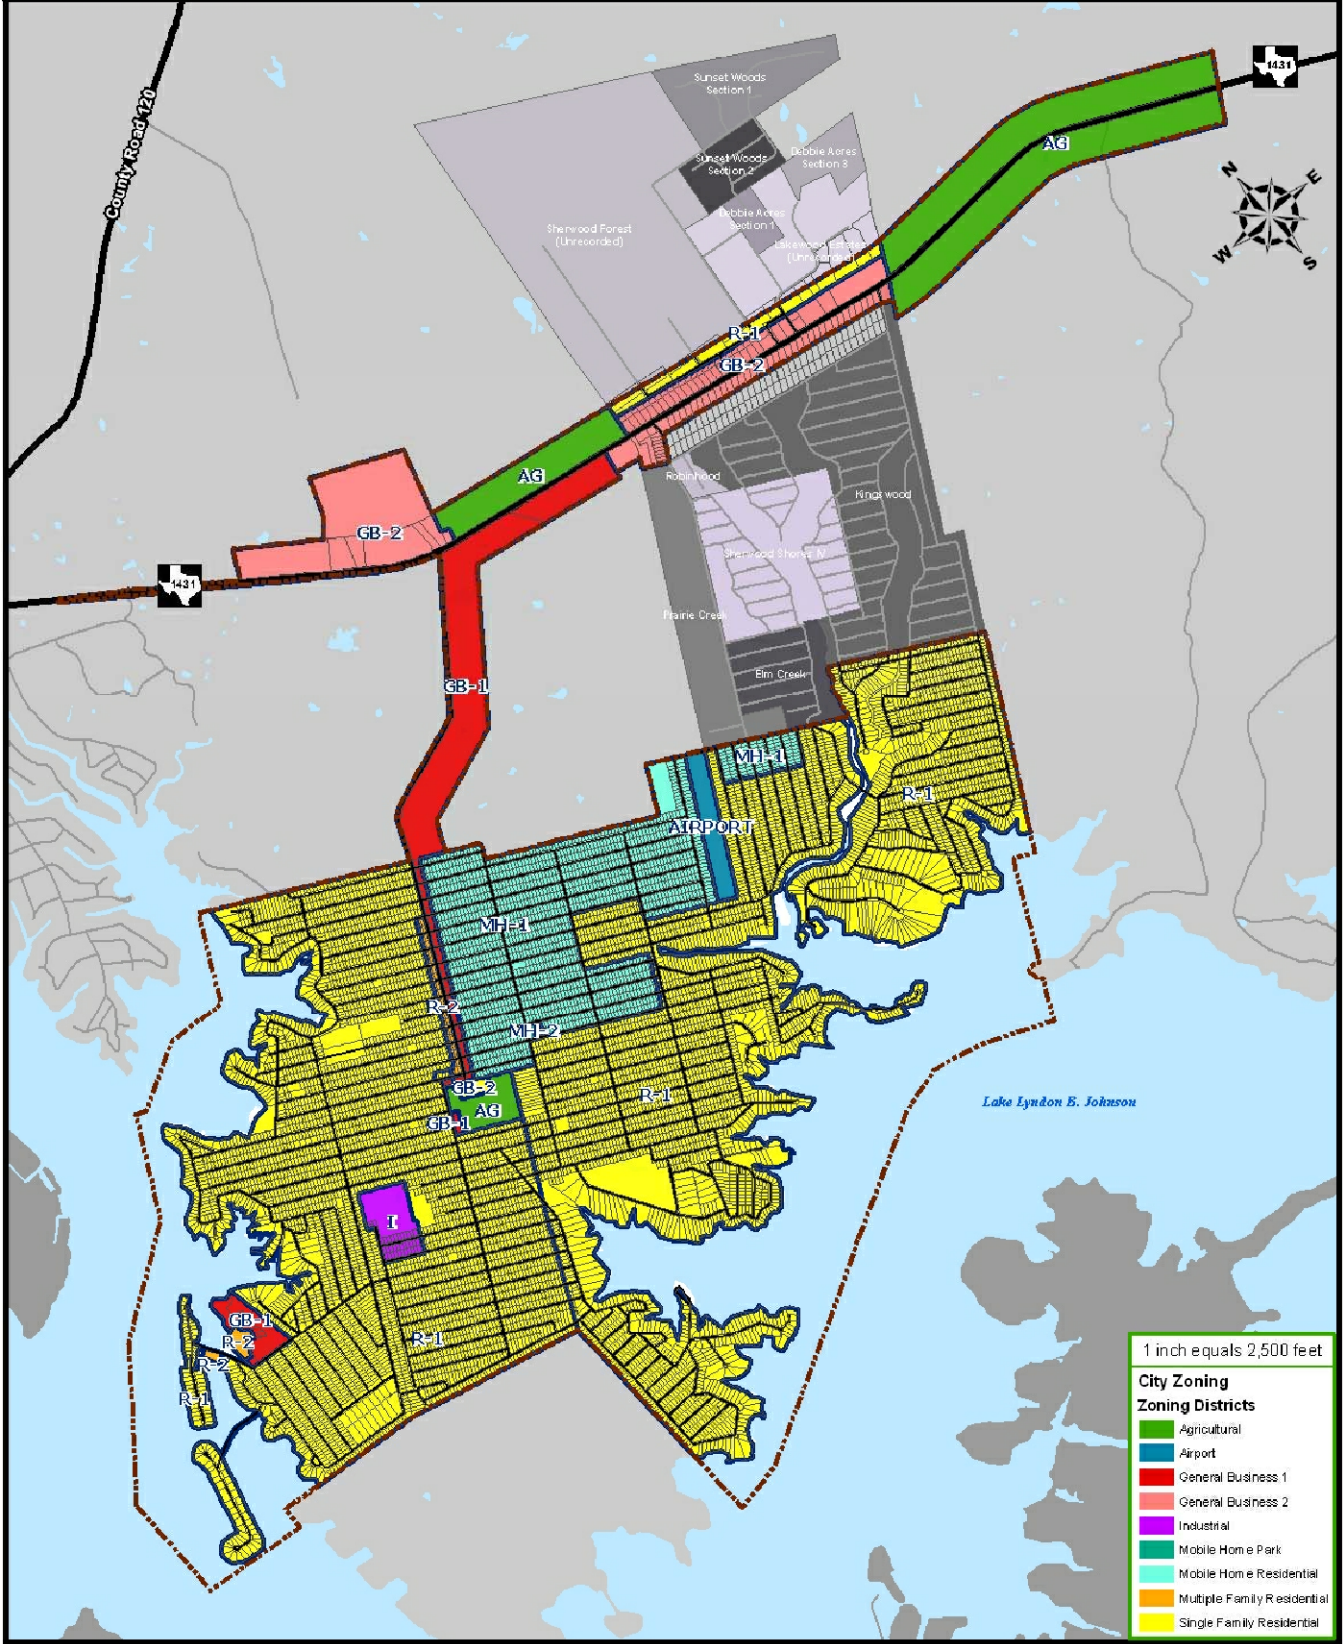 County Road 120
1431
Sunset Woods
Section 1
Sunset Woods
Section 2
Debbie Acres
Section 3
AG
N
E
W
S
Sherwood Forest
(Unrecorded)
Debbie Acres
Section 1
Lakewood Estates
(Unrecorded)
R-1
GB-2
AG
Robinhood
Kingswood
GB-2
Sherwood Shores IV
1431
Prairie Creek
Elm Creek
GB-1
MH-1
R-1
AIRPORT
MH-1
R-2
MH-2
GB-2
R-1
AG
GB-1
Lake Lyndon B. Johnson
I
GB-1
R-2
R-1
R-2
R-1
1 inch equals 2,500 feet
City Zoning
Zoning Districts
Agricultural
Airport
General Business 1
General Business 2
Industrial
Mobile Home Park
Mobile Home Residential
Multiple Family Residential
Single Family Residential